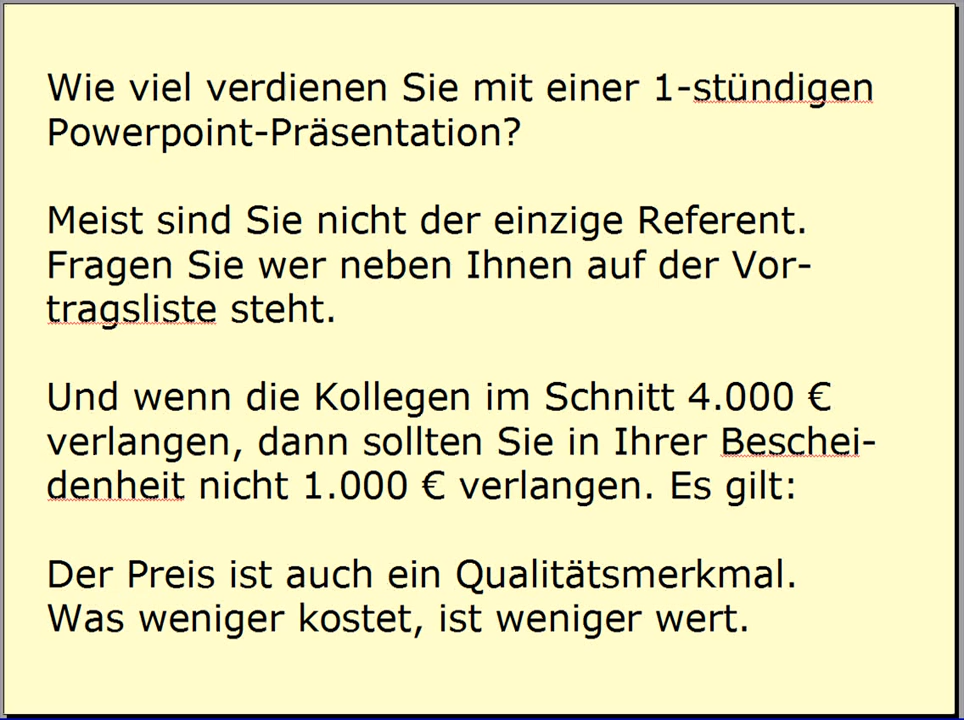 Wie viel verdienen Sie mit einer 1-stündigen
Powerpoint-Präsentation?
Meist sind Sie nicht der einzige Referent.
Fragen Sie wer neben Ihnen auf der Vor-
tragsliste steht.
Und wenn die Kollegen im Schnitt 4.000 €
verlangen, dann sollten Sie in Ihrer Beschei-
denheit nicht 1.000 € verlangen. Es gilt:
Der Preis ist auch ein Qualitätsmerkmal.
Was weniger kostet, ist weniger wert.